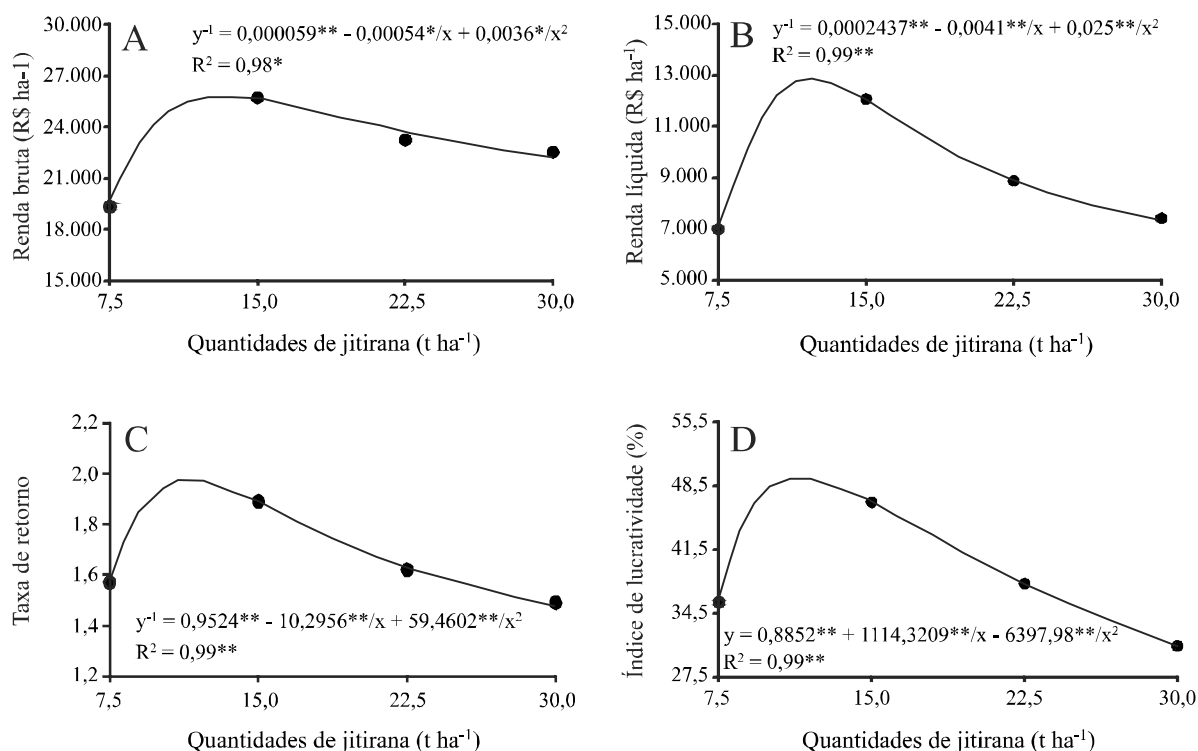 A
y⁻¹ = 0,000059** - 0,00054*/x + 0,0036*/x²
R² = 0,98*
Renda bruta (R$ ha-1)
30.000
27.000
24.000
21.000
18.000
15.000
7,5 15,0 22,5 30,0
Quantidades de jitirana (t ha⁻¹)
B
y⁻¹ = 0,0002437** - 0,0041**/x + 0,025**/x²
R² = 0,99**
Renda líquida (R$ ha⁻¹)
15.000
13.000
11.000
9.000
7.000
5.000
7,5 15,0 22,5 30,0
Quantidades de jitirana (t ha⁻¹)
C
Taxa de retorno
2,2
2,0
1,8
1,6
1,4
1,2
y⁻¹ = 0,9524** - 10,2956**/x + 59,4602**/x²
R² = 0,99**
7,5 15,0 22,5 30,0
Quantidades de jitirana (t ha⁻¹)
D
Índice de lucratividade (%)
55,5
48,5
41,5
34,5
27,5
y = 0,8852** + 1114,3209**/x - 6397,98**/x²
R² = 0,99**
7,5 15,0 22,5 30,0
Quantidades de jitirana (t ha⁻¹)